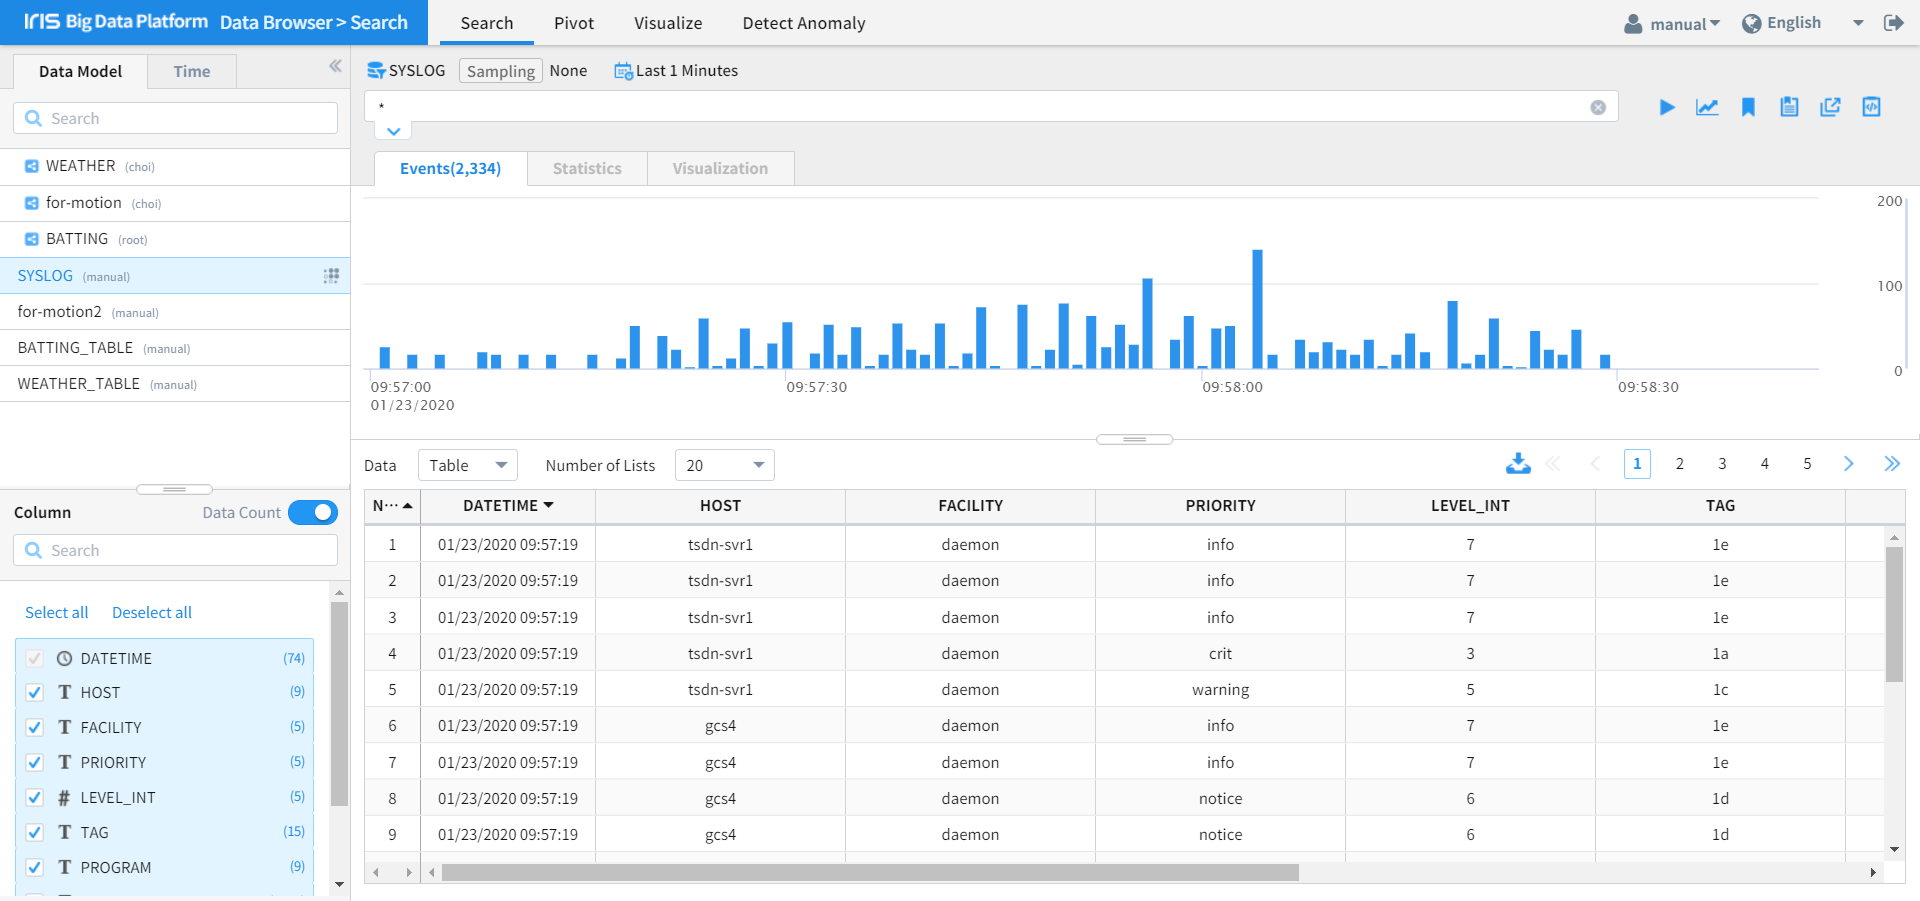 IRIS Big Data Platform Data Browser > Search Search Pivot Visualize Detect Anomaly manual English
Data Model Time
Search
WEATHER (choi)
for-motion (choi)
BATTING (root)
SYSLOG (manual)
for-motion2 (manual)
BATTING_TABLE (manual)
WEATHER_TABLE (manual)
Column Data Count
Search
Select all Deselect all
DATETIME (74)
HOST (9)
FACILITY (5)
PRIORITY (5)
LEVEL_INT (5)
TAG (15)
PROGRAM (9)
SYSLOG Sampling None Last 1 Minutes
*
Events(2,334) Statistics Visualization
200
100
0
09:57:00 09:57:30 09:58:00 09:58:30
01/23/2020
Data Table Number of Lists 20 1 2 3 4 5
N··· DATETIME HOST FACILITY PRIORITY LEVEL_INT TAG
1 01/23/2020 09:57:19 tsdn-svr1 daemon info 7 1e
2 01/23/2020 09:57:19 tsdn-svr1 daemon info 7 1e
3 01/23/2020 09:57:19 tsdn-svr1 daemon info 7 1e
4 01/23/2020 09:57:19 tsdn-svr1 daemon crit 3 1a
5 01/23/2020 09:57:19 tsdn-svr1 daemon warning 5 1c
6 01/23/2020 09:57:19 gcs4 daemon info 7 1e
7 01/23/2020 09:57:19 gcs4 daemon info 7 1e
8 01/23/2020 09:57:19 gcs4 daemon notice 6 1d
9 01/23/2020 09:57:19 gcs4 daemon notice 6 1d